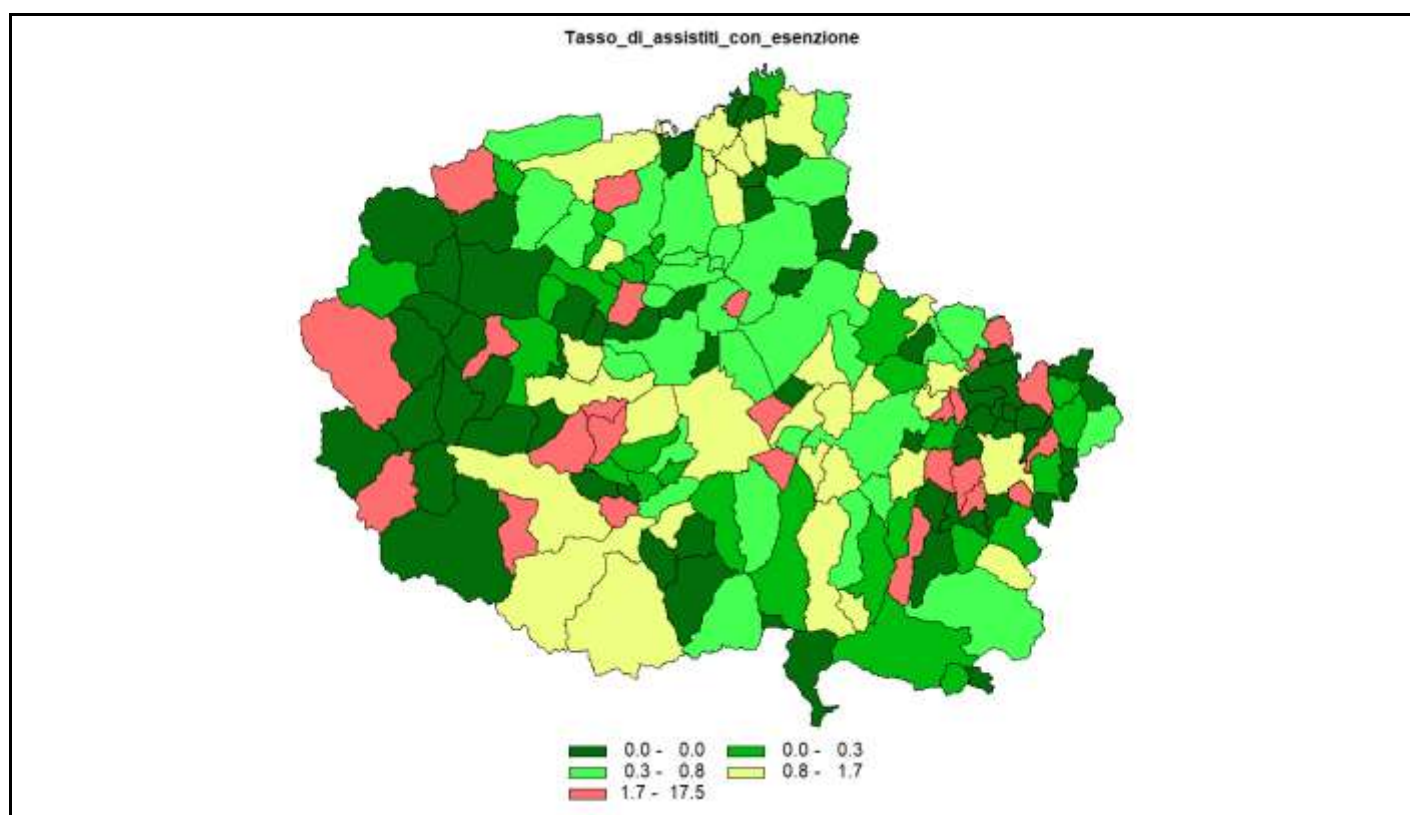 Tasso_di_assistiti_con_esenzione
0.0 - 0.0 0.0 - 0.3
0.3 - 0.8 0.8 - 1.7
1.7 - 17.5